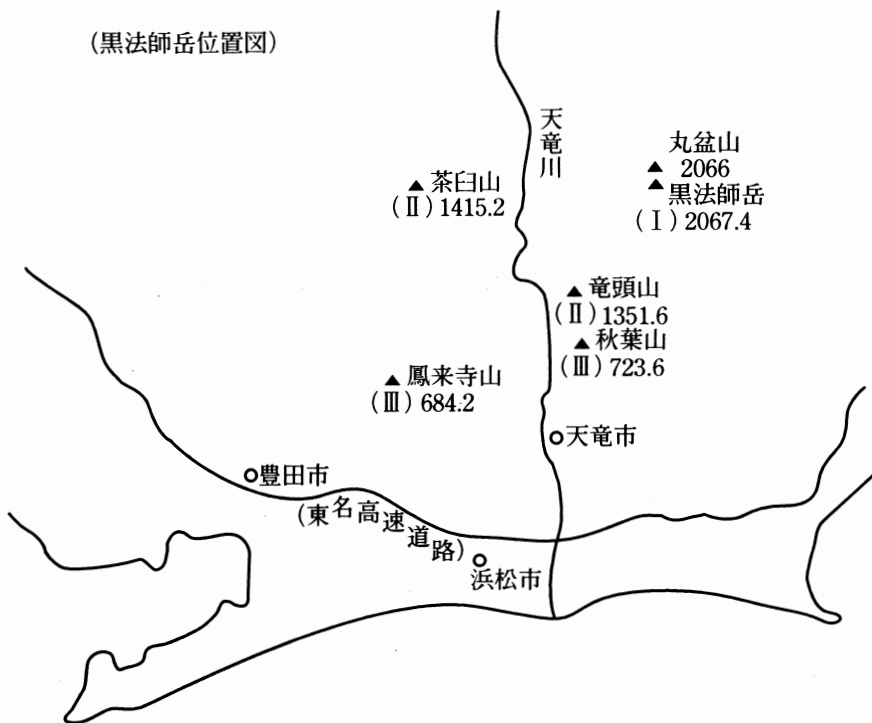 (黒法師岳位置図)
天竜川
丸盆山
2066
黒法師岳
(Ⅰ)2067.4
茶臼山
(Ⅱ)1415.2
竜頭山
(Ⅱ)1351.6
秋葉山
(Ⅲ)723.6
鳳来寺山
(Ⅲ)684.2
天竜市
豊田市
(東名高速道路)
浜松市